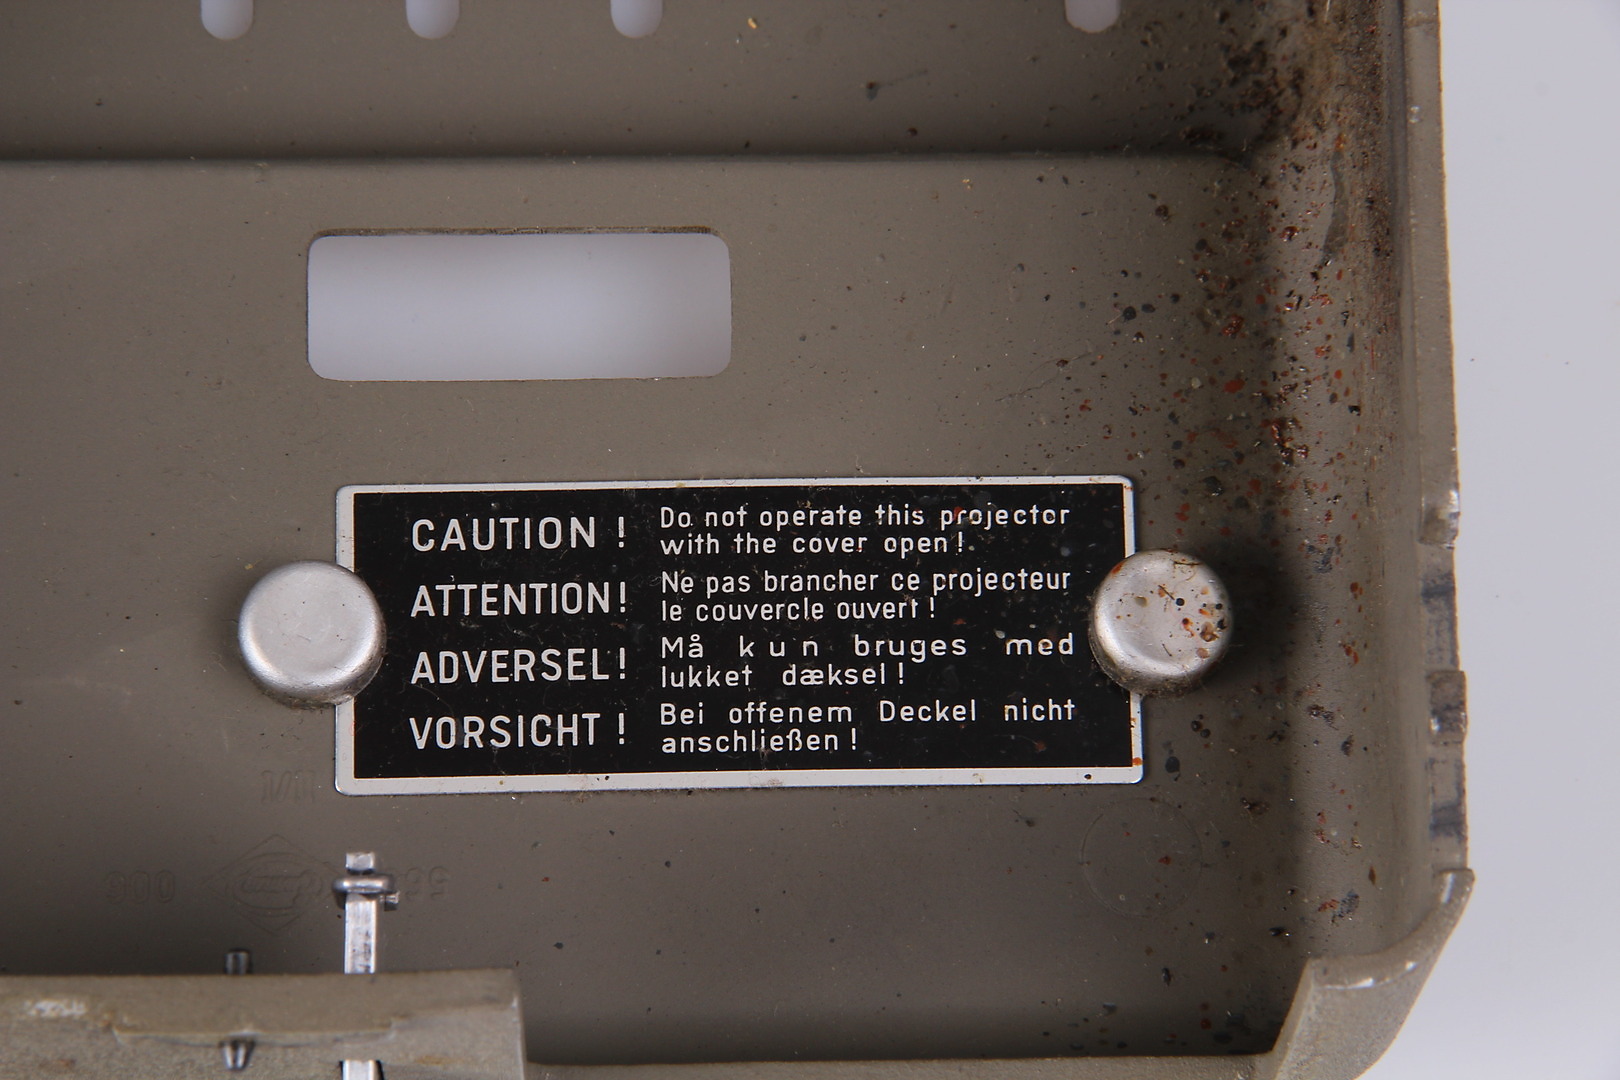 CAUTION ! Do not operate this projector
with the cover open !
ATTENTION ! Ne pas brancher ce projecteur
le couvercle ouvert !
ADVERSEL ! Må kun bruges med
lukket dæksel !
VORSICHT ! Bei offenem Deckel nicht
anschließen !